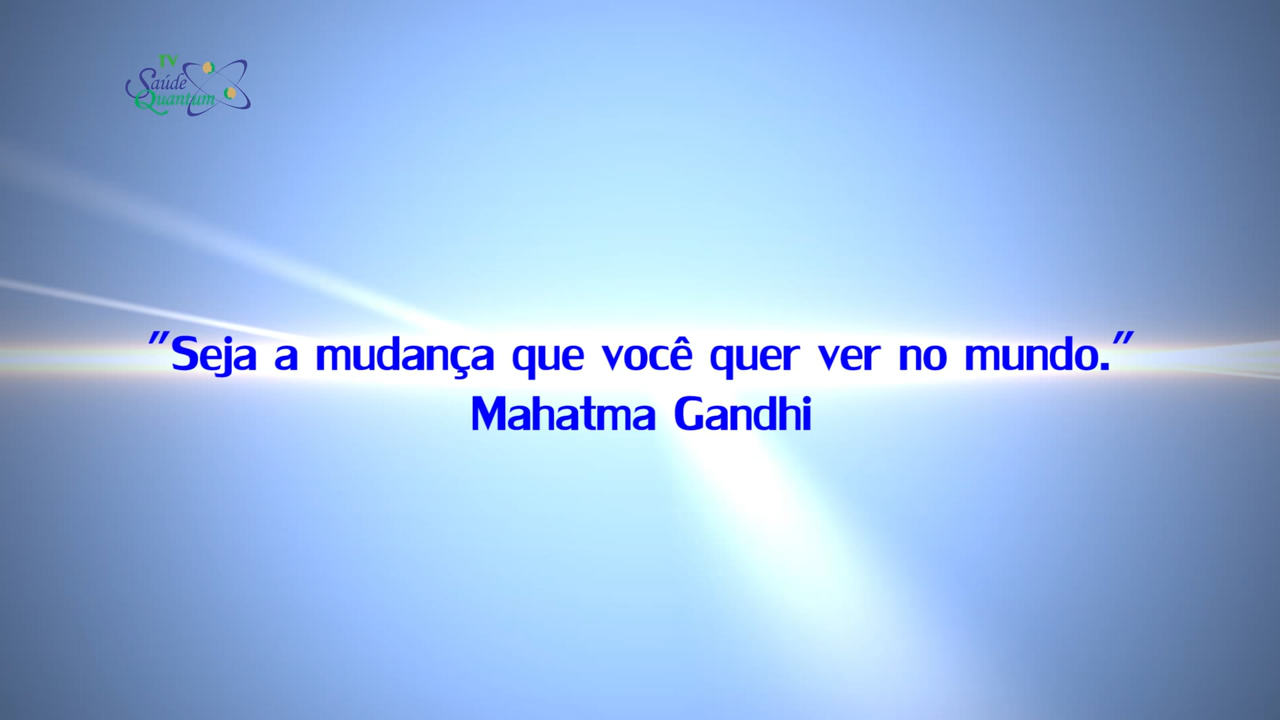 TV
Saúde
Quantum
"Seja a mudança que você quer ver no mundo."
Mahatma Gandhi